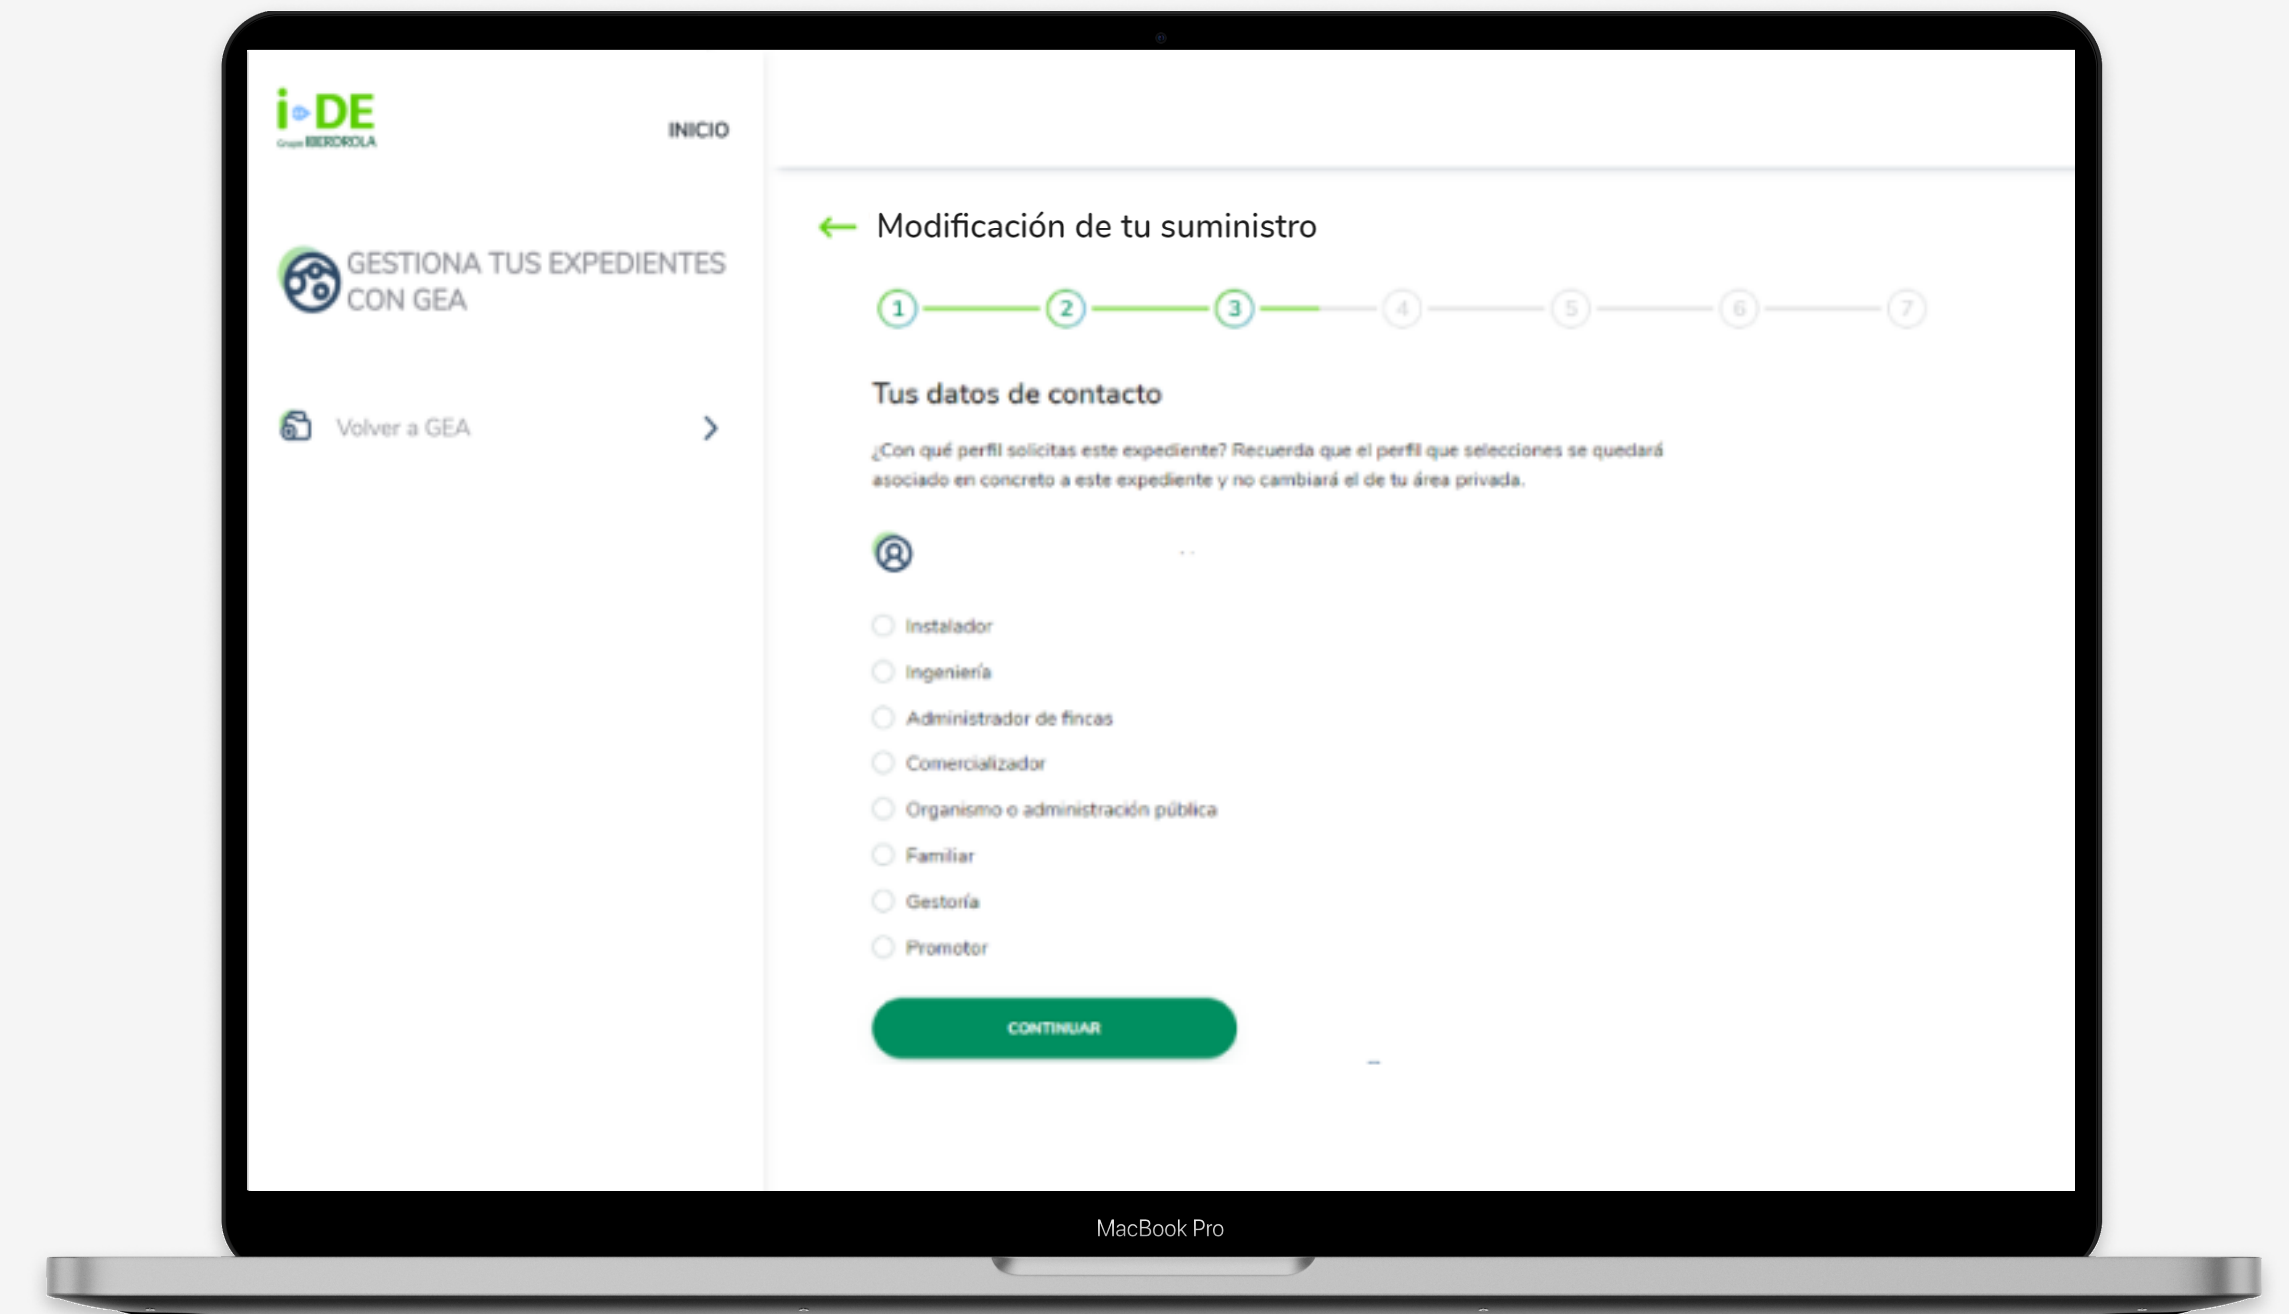 i-DE
Grupo IBERDROLA
INICIO
GESTIONA TUS EXPEDIENTES
CON GEA
Volver a GEA
Modificación de tu suministro
1 2 3 4 5 6 7
Tus datos de contacto
¿Con qué perfil solicitas este expediente? Recuerda que el perfil que selecciones se quedará
asociado en concreto a este expediente y no cambiará el de tu área privada.
Instalador
Ingeniería
Administrador de fincas
Comercializador
Organismo o administración pública
Familiar
Gestoría
Promotor
CONTINUAR
MacBook Pro